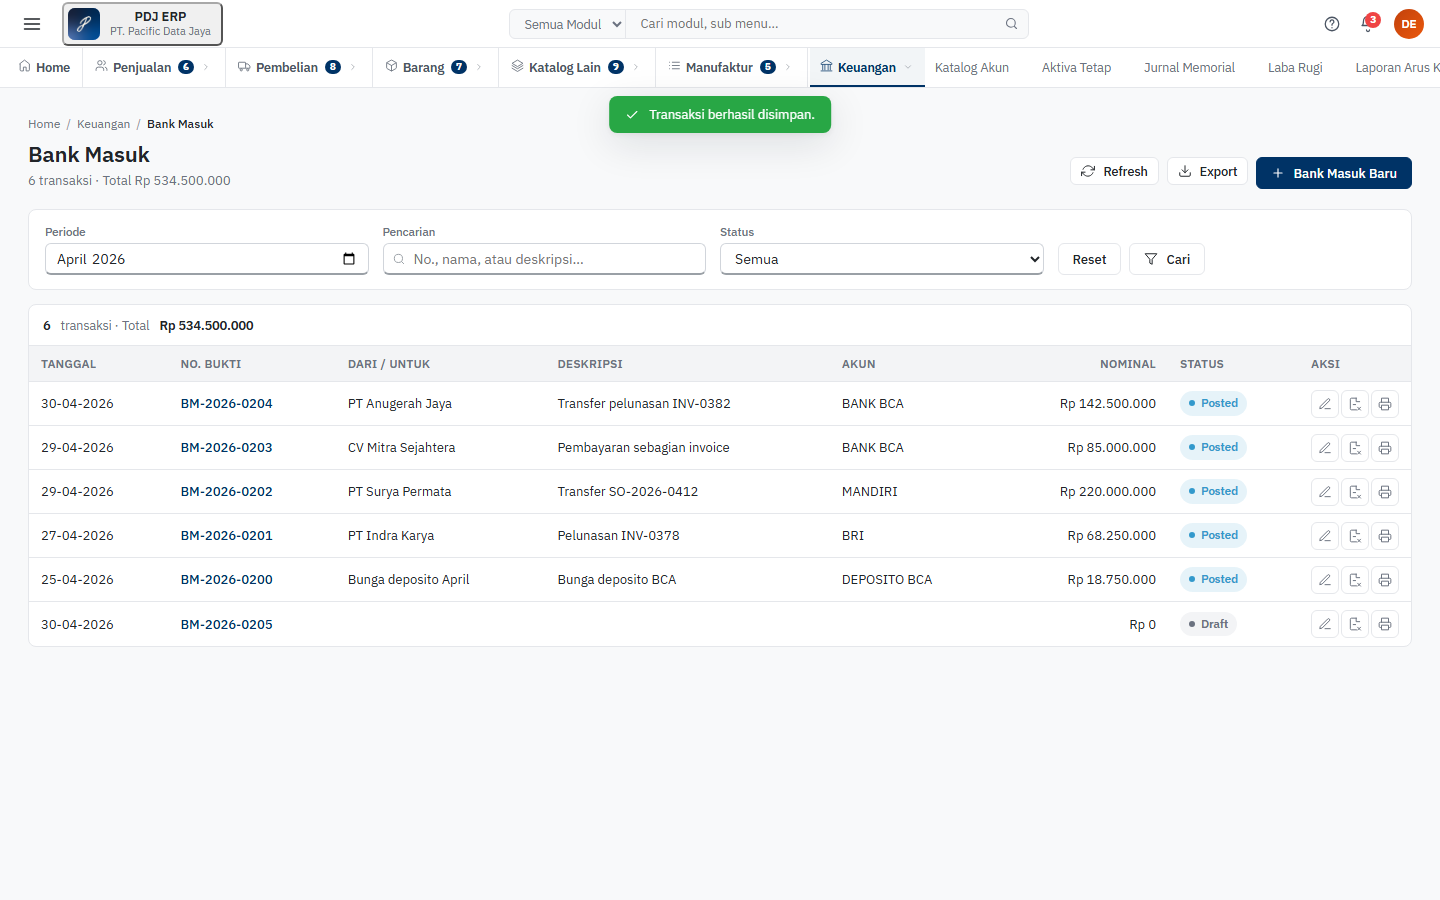 PDJ ERP
PT. Pacific Data Jaya
Semua Modul
Cari modul, sub menu...
3
DE
Home
Penjualan 6
Pembelian 8
Barang 7
Katalog Lain 9
Manufaktur 5
Keuangan
Katalog Akun
Aktiva Tetap
Jurnal Memorial
Laba Rugi
Laporan Arus K
Transaksi berhasil disimpan.
Home / Keuangan / Bank Masuk
Bank Masuk
6 transaksi · Total Rp 534.500.000
Refresh
Export
Bank Masuk Baru
Periode
Pencarian
Status
April 2026
No., nama, atau deskripsi...
Semua
Reset
Cari
6 transaksi · Total Rp 534.500.000
TANGGAL NO. BUKTI DARI / UNTUK DESKRIPSI AKUN NOMINAL STATUS AKSI
30-04-2026 BM-2026-0204 PT Anugerah Jaya Transfer pelunasan INV-0382 BANK BCA Rp 142.500.000 Posted
29-04-2026 BM-2026-0203 CV Mitra Sejahtera Pembayaran sebagian invoice BANK BCA Rp 85.000.000 Posted
29-04-2026 BM-2026-0202 PT Surya Permata Transfer SO-2026-0412 MANDIRI Rp 220.000.000 Posted
27-04-2026 BM-2026-0201 PT Indra Karya Pelunasan INV-0378 BRI Rp 68.250.000 Posted
25-04-2026 BM-2026-0200 Bunga deposito April Bunga deposito BCA DEPOSITO BCA Rp 18.750.000 Posted
30-04-2026 BM-2026-0205 Rp 0 Draft